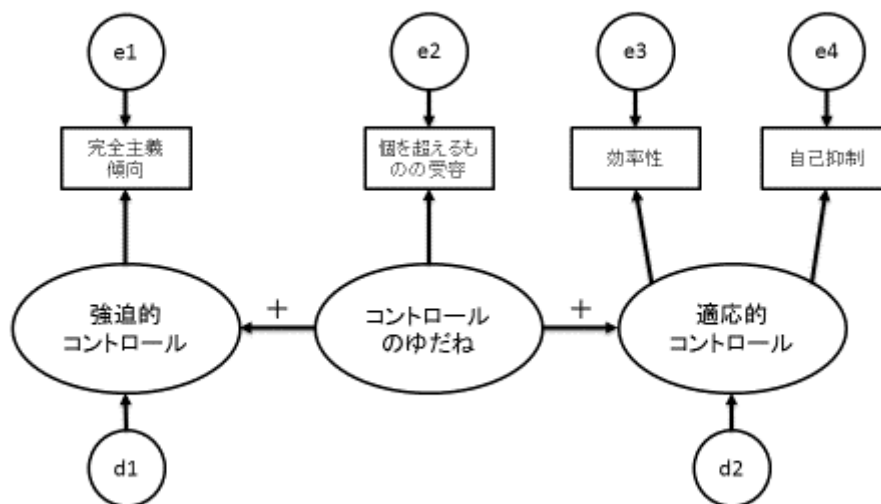 e1
e2
e3
e4
完全主義
傾向
個を超えるも
のの受容
効率性
自己抑制
強迫的
コントロール
+
コントロール
のゆだね
+
適応的
コントロール
d1
d2